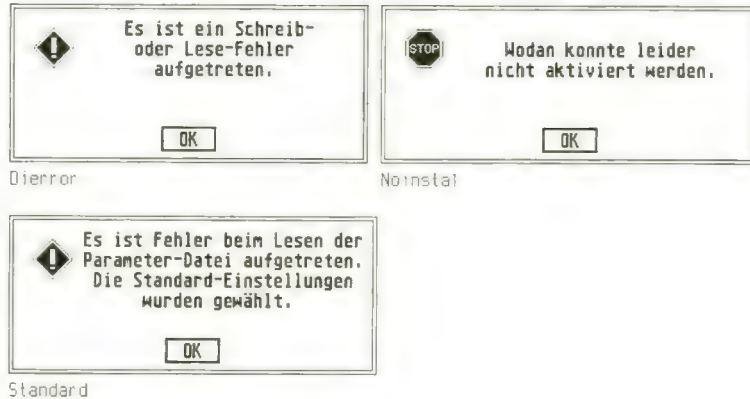 Es ist ein Schreib-
oder Lese-Fehler
aufgetreten.
OK
Dierror
STOP
Wodan konnte leider
nicht aktiviert werden.
OK
Noinstal
Es ist Fehler beim Lesen der
Parameter-Datei aufgetreten.
Die Standard-Einstellungen
wurden gewählt.
OK
Standard